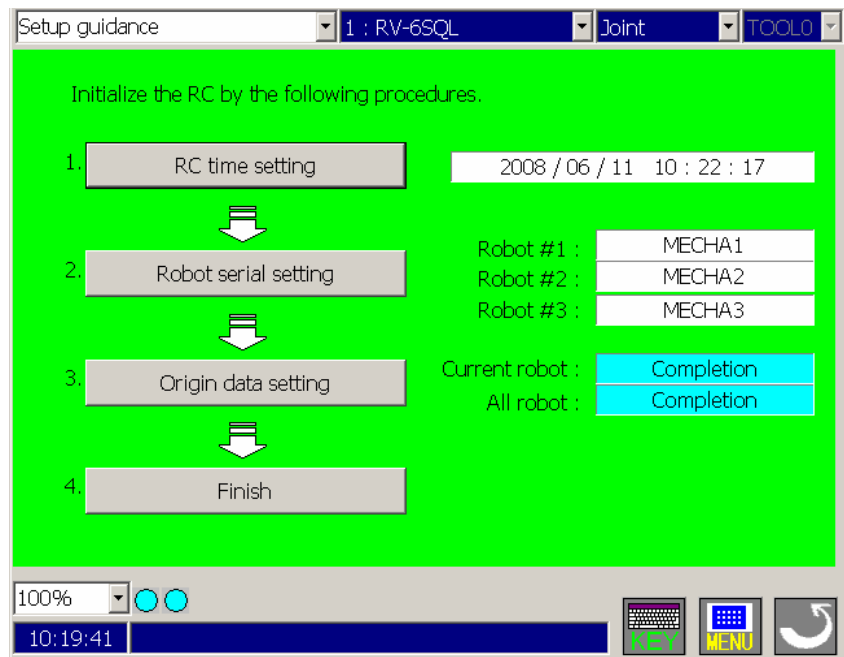 Setup guidance 1 : RV-6SQL Joint TOOL0
Initialize the RC by the following procedures.
1. RC time setting 2008 / 06 / 11 10 : 22 : 17
Robot #1 : MECHA1
2. Robot serial setting Robot #2 : MECHA2
Robot #3 : MECHA3
Current robot : Completion
3. Origin data setting All robot : Completion
4. Finish
100%
10:19:41 KEY MENU